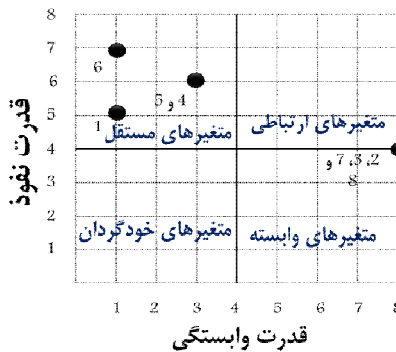 قدرت نفوذ
8
7
6
5
4
3
2
1
6
5 و 4
1
متغیرهای مستقل
متغیرهای ارتباطی
2، 3، 7 و
8
متغیرهای خودگردان
متغیرهای وابسته
1 2 3 4 5 6 7 8
قدرت وابستگی